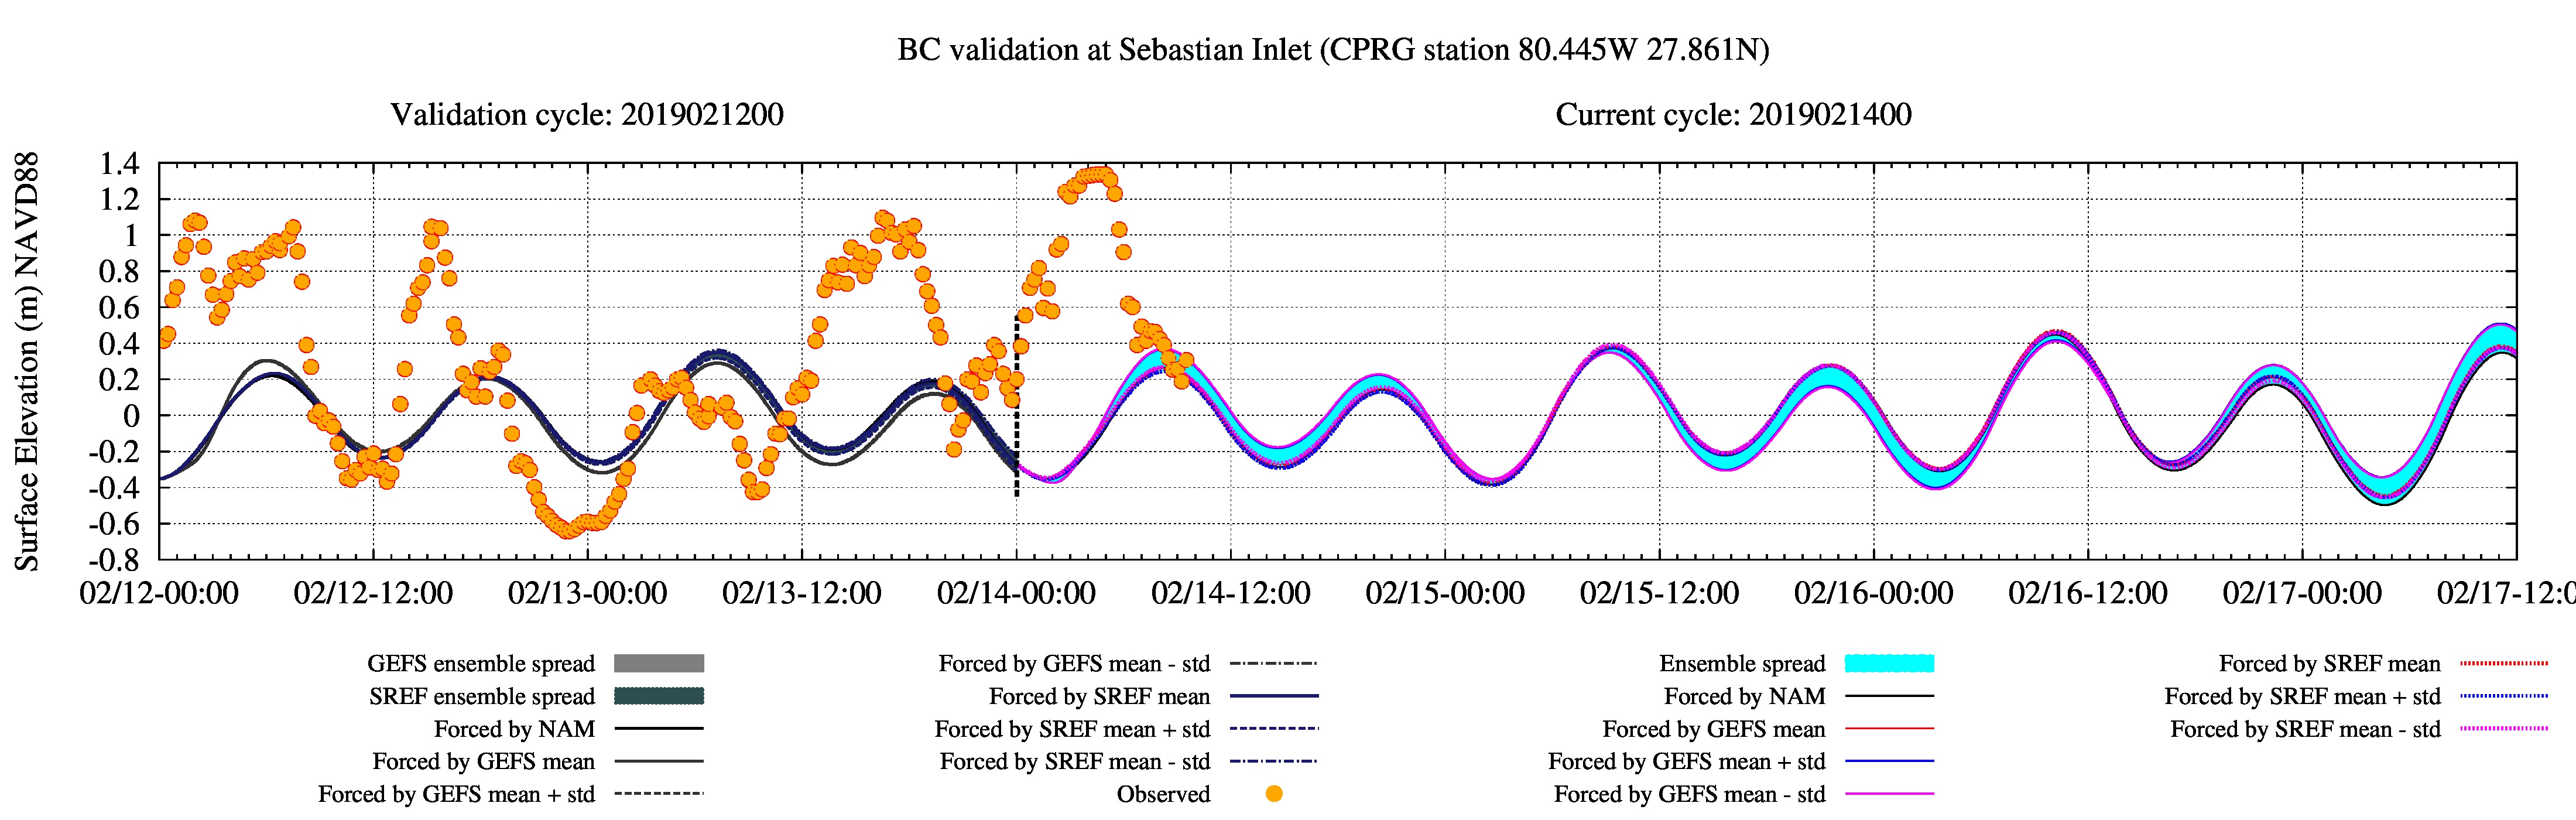 BC validation at Sebastian Inlet (CPRG station 80.445W 27.861N)
Validation cycle: 2019021200
Current cycle: 2019021400
Surface Elevation (m) NAVD88
1.4
1.2
1
0.8
0.6
0.4
0.2
0
-0.2
-0.4
-0.6
-0.8
02/12-00:00 02/12-12:00 02/13-00:00 02/13-12:00 02/14-00:00 02/14-12:00 02/15-00:00 02/15-12:00 02/16-00:00 02/16-12:00 02/17-00:00 02/17-12:0
GEFS ensemble spread
SREF ensemble spread
Forced by NAM
Forced by GEFS mean
Forced by GEFS mean + std
Forced by GEFS mean - std
Forced by SREF mean
Forced by SREF mean + std
Forced by SREF mean - std
Observed
Ensemble spread
Forced by NAM
Forced by GEFS mean
Forced by GEFS mean + std
Forced by GEFS mean - std
Forced by SREF mean
Forced by SREF mean + std
Forced by SREF mean - std